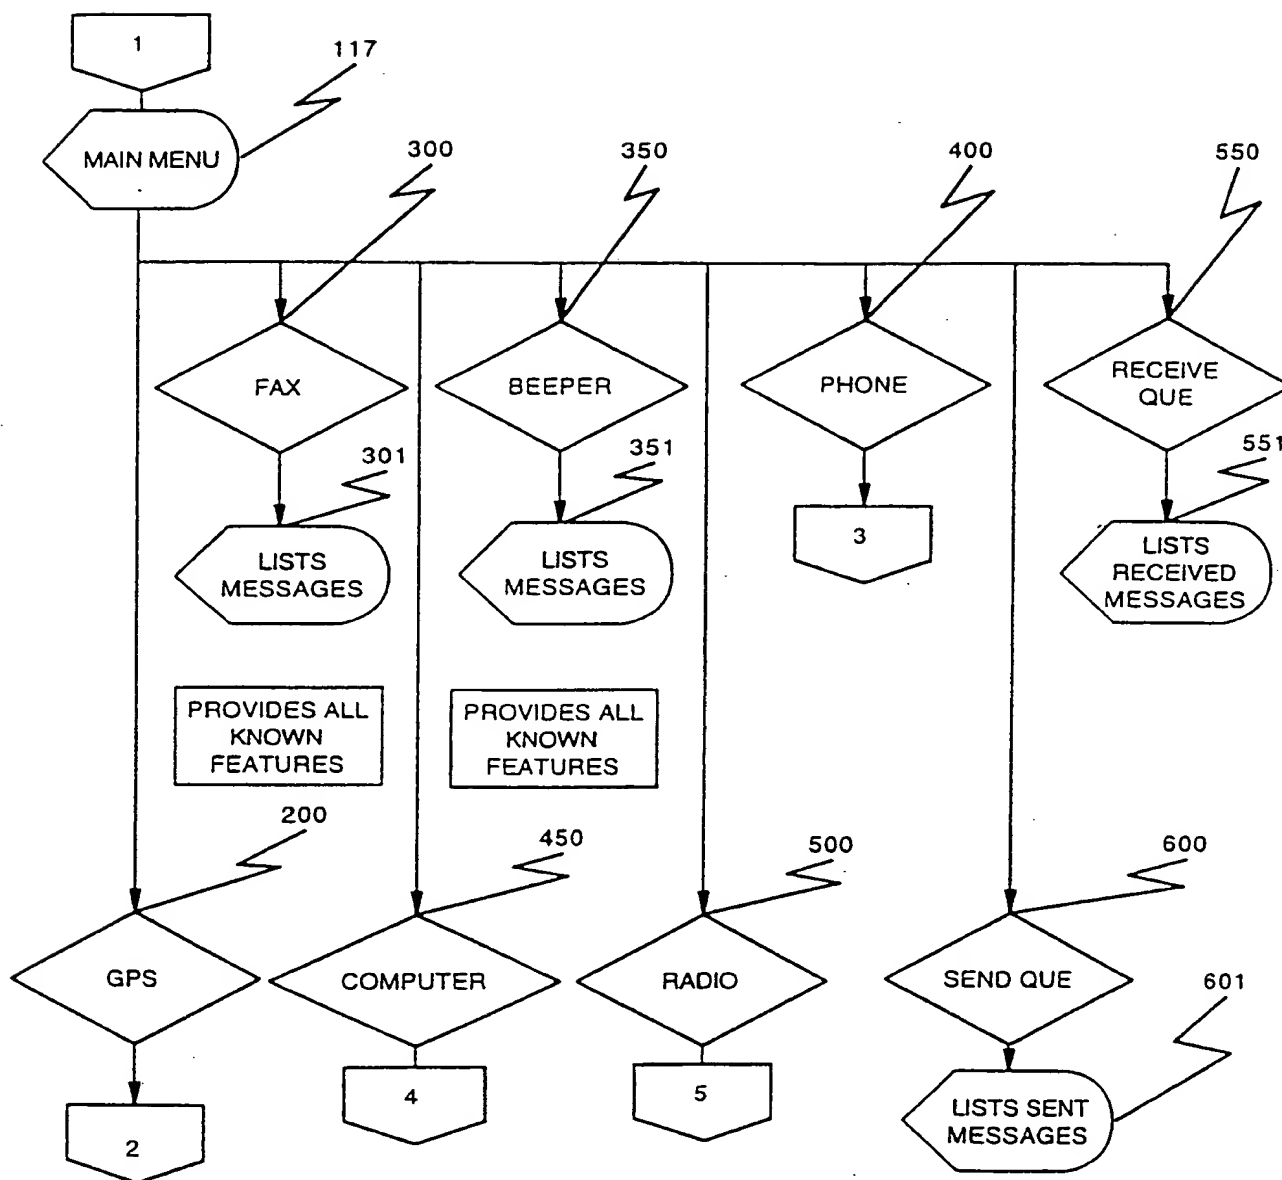 1
117
MAIN MENU
300
350
400
550
FAX
BEEPER
PHONE
RECEIVE
QUE
301
351
551
LISTS
MESSAGES
LISTS
MESSAGES
3
LISTS
RECEIVED
MESSAGES
PROVIDES ALL
KNOWN
FEATURES
PROVIDES ALL
KNOWN
FEATURES
200
450
500
600
GPS
COMPUTER
RADIO
SEND QUE
601
2
4
5
LISTS SENT
MESSAGES